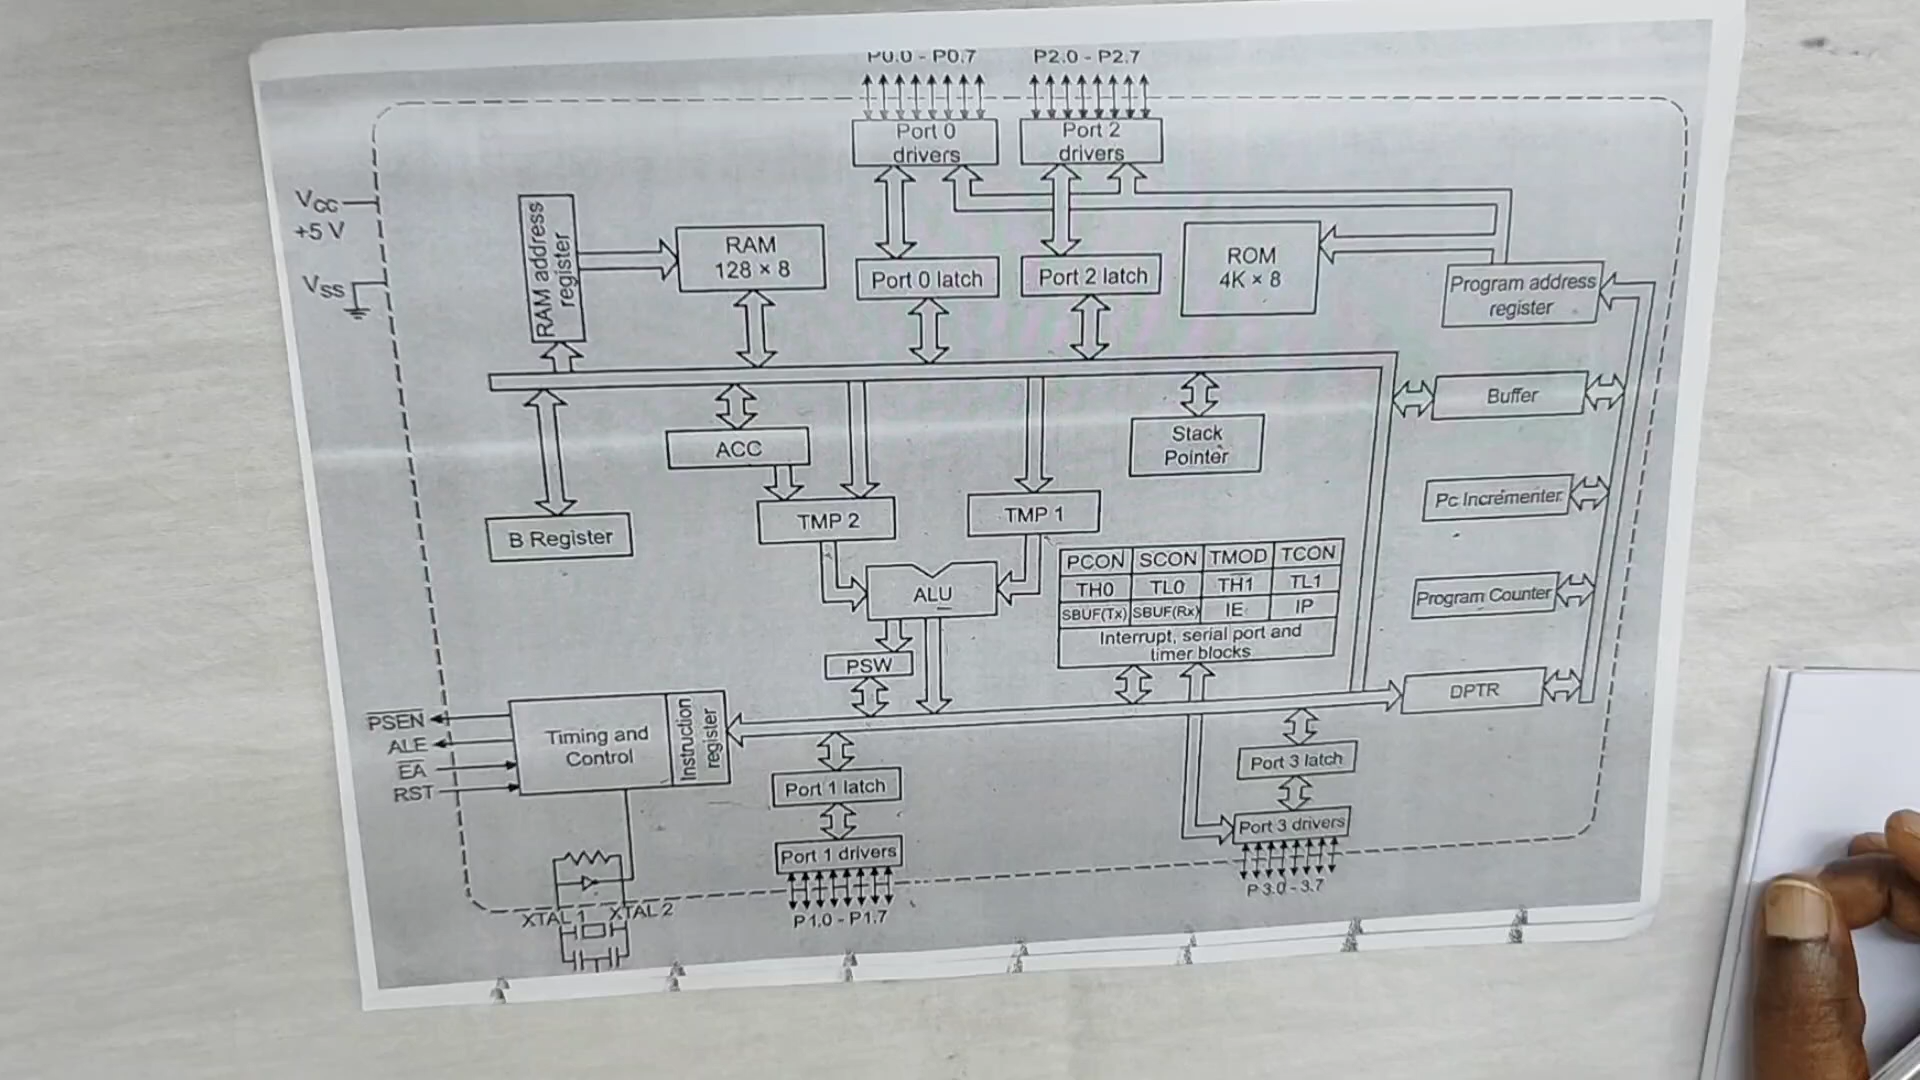 P0.0 - P0.7
P2.0 - P2.7
Port 0
drivers
Port 2
drivers
VCC
+5 V
VSS
RAM address
register
RAM
128 × 8
Port 0 latch
Port 2 latch
ROM
4K × 8
Program address
register
Buffer
ACC
Stack
Pointer
Pc Incrementer
B Register
TMP 2
TMP 1
ALU
PCON SCON TMOD TCON
TH0 TL0 TH1 TL1
SBUF(Tx) SBUF(Rx) IE IP
Interrupt, serial port and
timer blocks
Program Counter
PSW
DPTR
PSEN
ALE
EA
RST
Timing and
Control
Instruction
register
Port 1 latch
Port 3 latch
Port 1 drivers
Port 3 drivers
XTAL 1 XTAL 2
P1.0 - P1.7
P 3.0 - 3.7